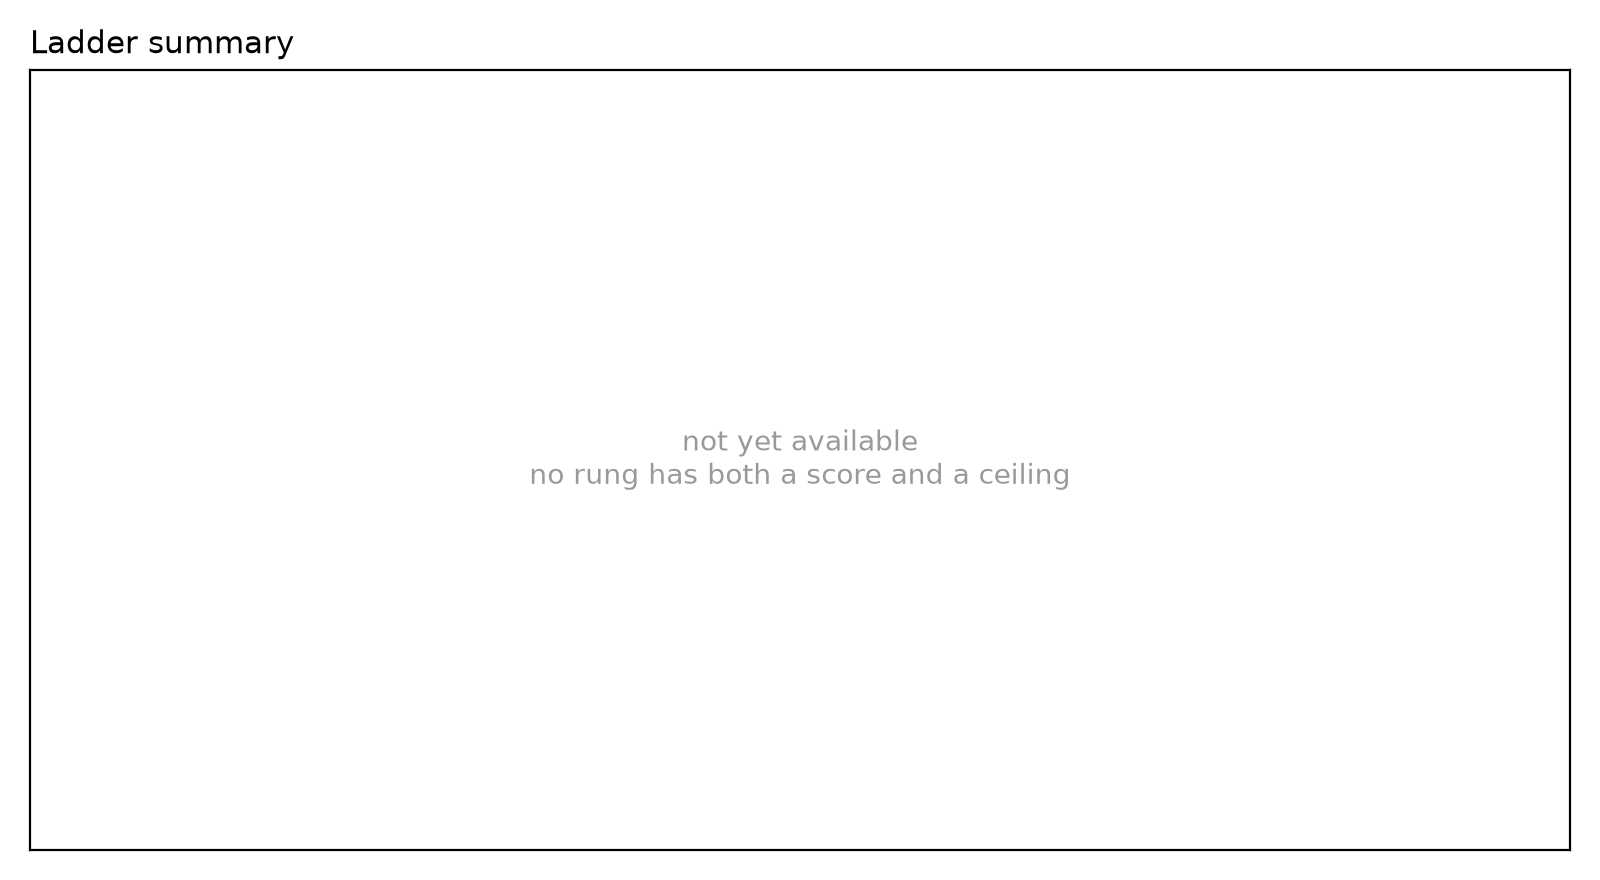 Ladder summary
not yet available
no rung has both a score and a ceiling